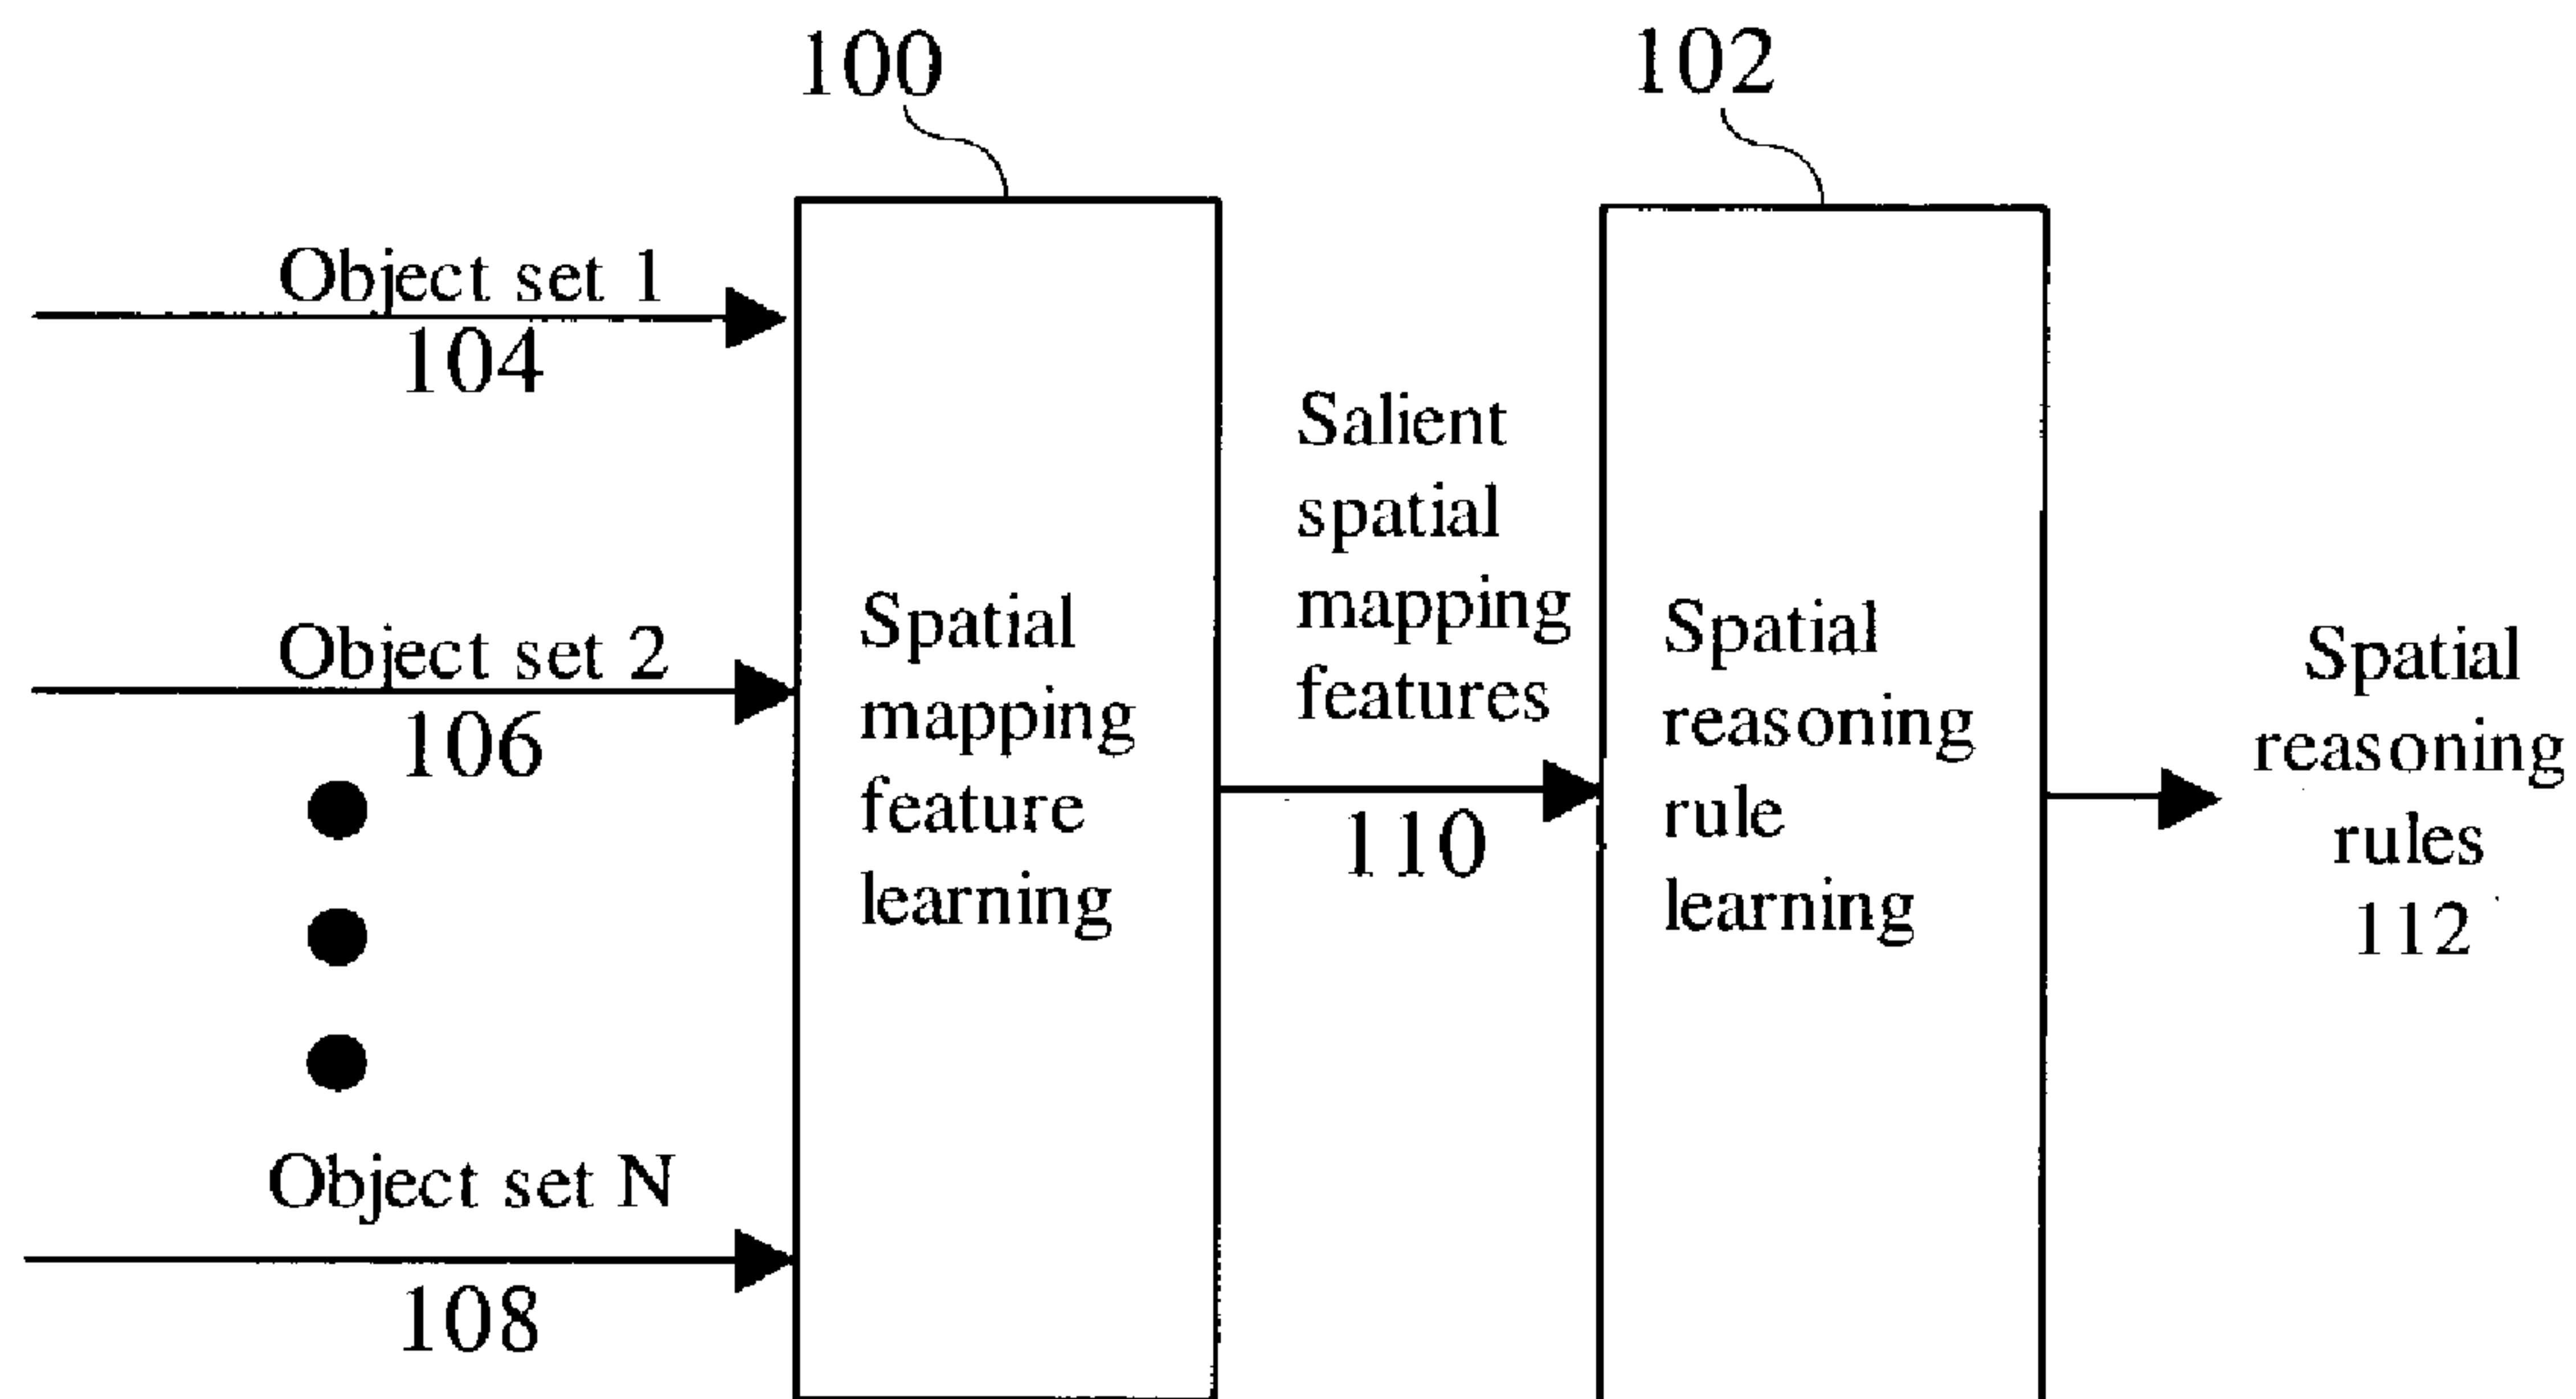 100
102
Object set 1
104
Object set 2
106
Object set N
108
Spatial
mapping
feature
learning
Salient
spatial
mapping
features
110
Spatial
reasoning
rule
learning
Spatial
reasoning
rules
112